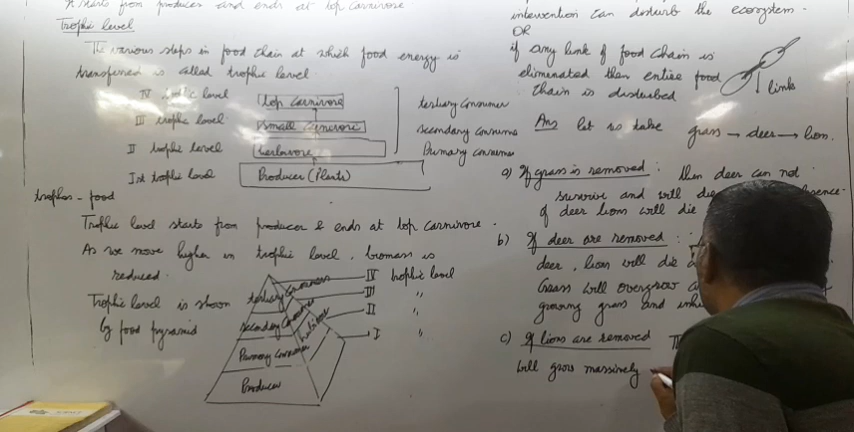 starts from producer and ends at top carnivore
Trophic level
The various steps in food chain at which food energy is
transferred is called trophic level
IV trophic level
top carnivore
tertiary consumer
III trophic level
small carnivore
secondary consumer
II trophic level
herbivore
Primary consumer
Ist trophic level
Producer (Plants)
trophos - food
Trophic level starts from producer & ends at top carnivore.
As we move higher in trophic level, biomass is
reduced.
Trophic level is shown
by food pyramid
tertiary consumers
IV trophic level
III "
secondary consumer
II "
Primary consumer
I "
Producer
intervention can disturb the ecosystem.
OR
if any link of food chain is
eliminated then entire food
chain is disturbed
link
Ans let us take grass → deer → lion.
a) If grass is removed : then deer can not
survive and will die
of deer lion will die
b) If deer are removed :
deer, lion will die
Grass will overgrow
growing grass and
c) If lions are removed
will grow massively